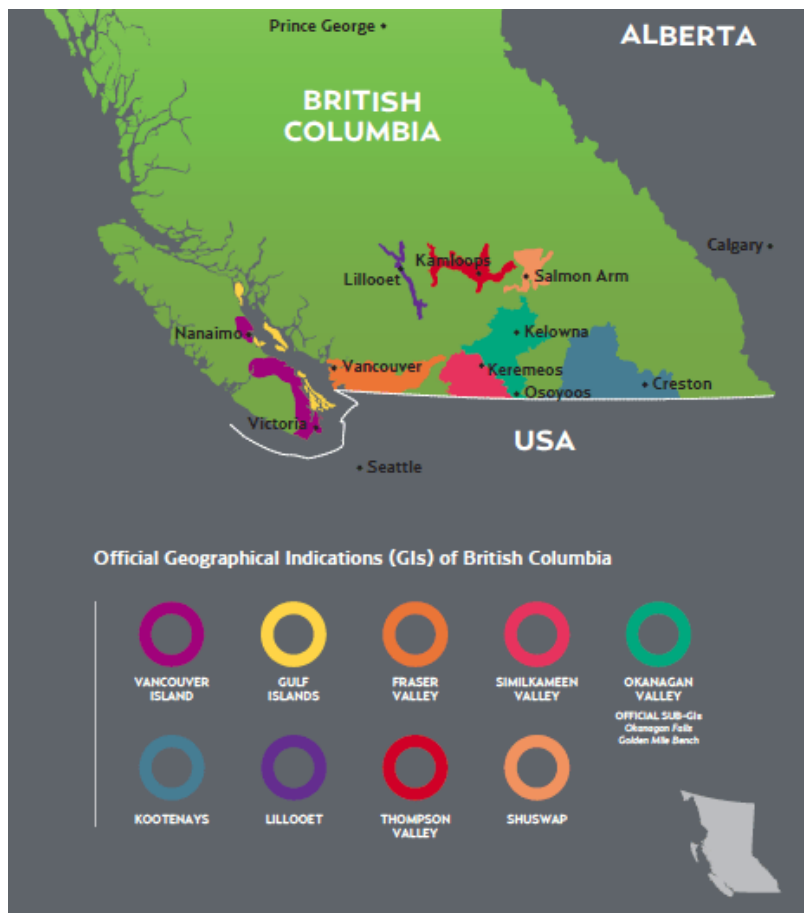 Prince George
ALBERTA
BRITISH
COLUMBIA
Calgary
Kamloops
Lillooet
Salmon Arm
Nanaimo
Kelowna
Vancouver
Keremeos
Creston
Osoyoos
Victoria
USA
Seattle
Official Geographical Indications (GIs) of British Columbia
VANCOUVER
ISLAND
GULF
ISLANDS
FRASER
VALLEY
SIMILKAMEEN
VALLEY
OKANAGAN
VALLEY
OFFICIAL SUB-GIs
Okanagan Falls
Golden Mile Bench
KOOTENAYS
LILLOOET
THOMPSON
VALLEY
SHUSWAP